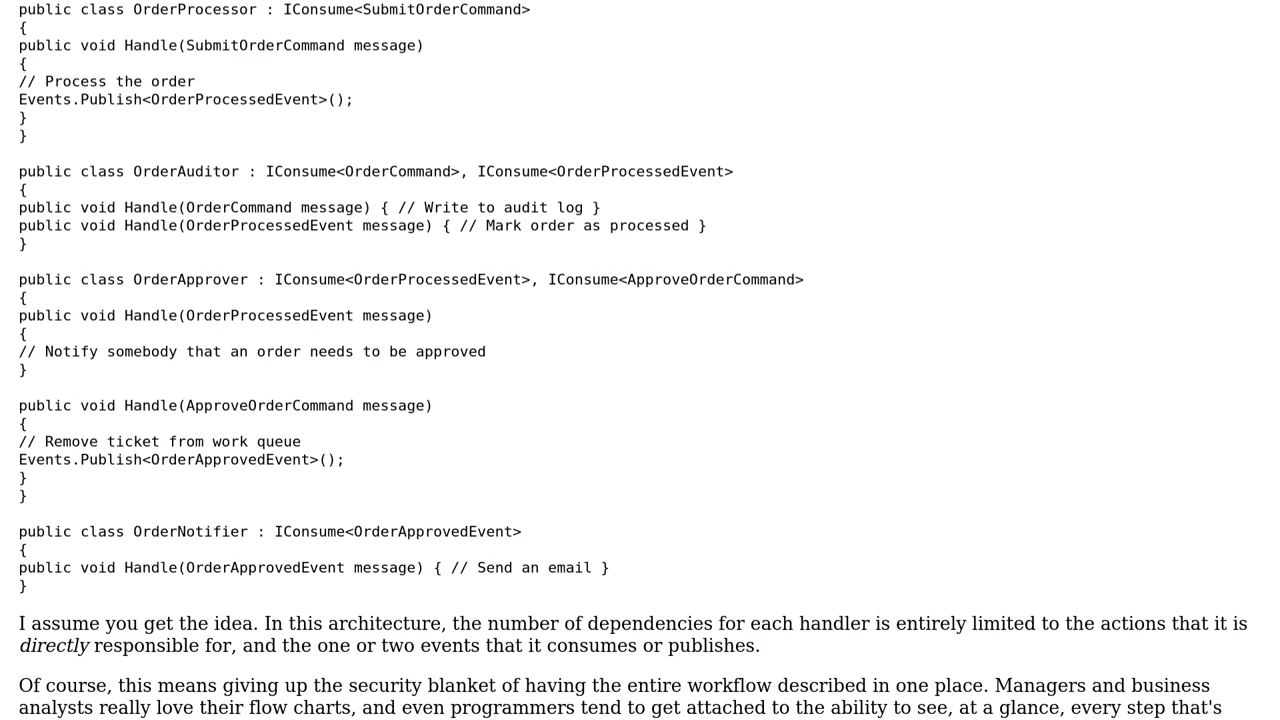 public class OrderProcessor : IConsume<SubmitOrderCommand>
{
public void Handle(SubmitOrderCommand message)
{
// Process the order
Events.Publish<OrderProcessedEvent>();
}
}

public class OrderAuditor : IConsume<OrderCommand>, IConsume<OrderProcessedEvent>
{
public void Handle(OrderCommand message) { // Write to audit log }
public void Handle(OrderProcessedEvent message) { // Mark order as processed }
}

public class OrderApprover : IConsume<OrderProcessedEvent>, IConsume<ApproveOrderCommand>
{
public void Handle(OrderProcessedEvent message)
{
// Notify somebody that an order needs to be approved
}

public void Handle(ApproveOrderCommand message)
{
// Remove ticket from work queue
Events.Publish<OrderApprovedEvent>();
}
}

public class OrderNotifier : IConsume<OrderApprovedEvent>
{
public void Handle(OrderApprovedEvent message) { // Send an email }
}

I assume you get the idea. In this architecture, the number of dependencies for each handler is entirely limited to the actions that it is
directly responsible for, and the one or two events that it consumes or publishes.

Of course, this means giving up the security blanket of having the entire workflow described in one place. Managers and business
analysts really love their flow charts, and even programmers tend to get attached to the ability to see, at a glance, every step that's